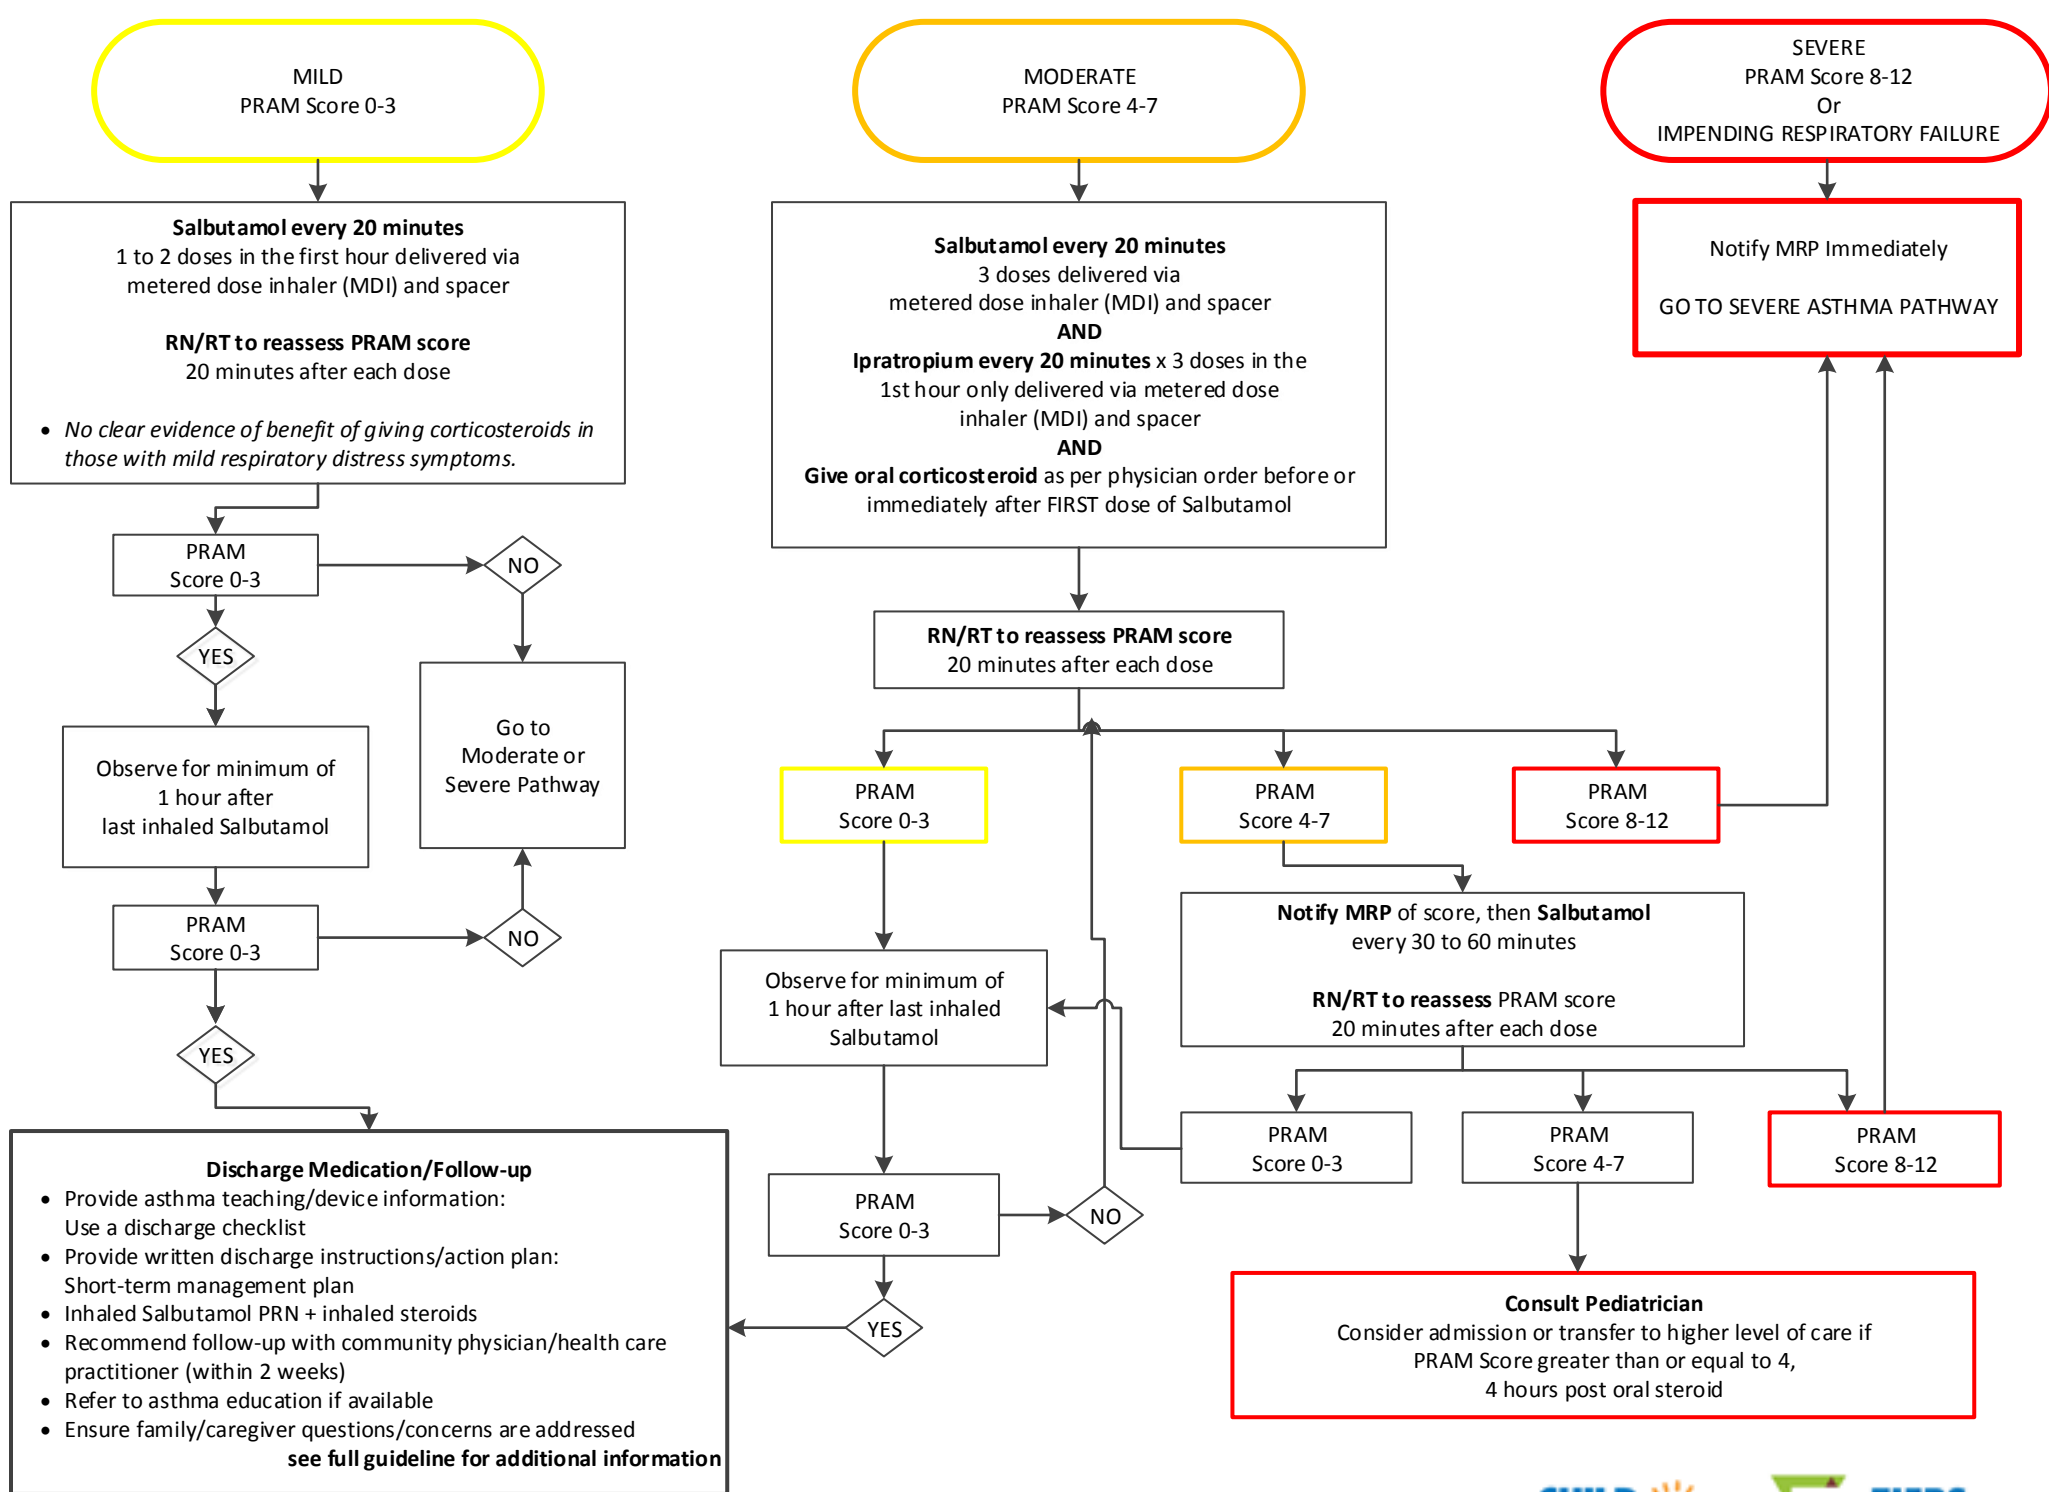 MILD
PRAM Score 0-3
MODERATE
PRAM Score 4-7
SEVERE
PRAM Score 8-12
Or
IMPENDING RESPIRATORY FAILURE
Salbutamol every 20 minutes
1 to 2 doses in the first hour delivered via
metered dose inhaler (MDI) and spacer
RN/RT to reassess PRAM score
20 minutes after each dose
• No clear evidence of benefit of giving corticosteroids in
those with mild respiratory distress symptoms.
Salbutamol every 20 minutes
3 doses delivered via
metered dose inhaler (MDI) and spacer
AND
Ipratropium every 20 minutes x 3 doses in the
1st hour only delivered via metered dose
inhaler (MDI) and spacer
AND
Give oral corticosteroid as per physician order before or
immediately after FIRST dose of Salbutamol
Notify MRP Immediately
GO TO SEVERE ASTHMA PATHWAY
PRAM
Score 0-3
NO
YES
Go to
Moderate or
Severe Pathway
Observe for minimum of
1 hour after
last inhaled Salbutamol
PRAM
Score 0-3
NO
YES
RN/RT to reassess PRAM score
20 minutes after each dose
PRAM
Score 0-3
PRAM
Score 4-7
PRAM
Score 8-12
Notify MRP of score, then Salbutamol
every 30 to 60 minutes
RN/RT to reassess PRAM score
20 minutes after each dose
Observe for minimum of
1 hour after last inhaled
Salbutamol
PRAM
Score 0-3
PRAM
Score 4-7
PRAM
Score 8-12
PRAM
Score 0-3
NO
YES
Consult Pediatrician
Consider admission or transfer to higher level of care if
PRAM Score greater than or equal to 4,
4 hours post oral steroid
Discharge Medication/Follow-up
• Provide asthma teaching/device information:
Use a discharge checklist
• Provide written discharge instructions/action plan:
Short-term management plan
• Inhaled Salbutamol PRN + inhaled steroids
• Recommend follow-up with community physician/health care
practitioner (within 2 weeks)
• Refer to asthma education if available
• Ensure family/caregiver questions/concerns are addressed
see full guideline for additional information